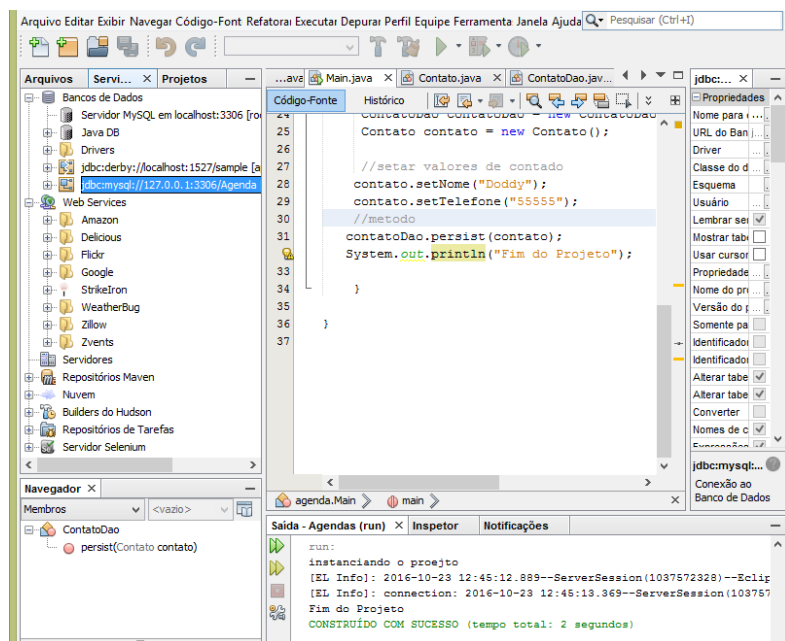 Arquivo Editar Exibir Navegar Código-Font Refatorar Executar Depurar Perfil Equipe Ferramenta: Janela Ajuda
Pesquisar (Ctrl+I)
Arquivos Servi... × Projetos
Bancos de Dados
Servidor MySQL em localhost:3306 [ro
Java DB
Drivers
jdbc:derby://localhost:1527/sample [a
jdbc:mysql://127.0.0.1:3306/Agenda
Web Services
Amazon
Delicious
Flickr
Google
StrikeIron
WeatherBug
Zillow
Zvents
Servidores
Repositórios Maven
Nuvem
Builders do Hudson
Repositórios de Tarefas
Servidor Selenium
Navegador ×
Membros <vazio>
ContatoDao
persist(Contato contato)
...ava Main.java × Contato.java × ContatoDao.jav...
Código-Fonte Histórico
24 ContatoDao contatoDao = new ContatoDao
25 Contato contato = new Contato();
26
27 //setar valores de contado
28 contato.setNome("Doddy");
29 contato.setTelefone("55555");
30 //metodo
31 contatoDao.persist(contato);
System.out.println("Fim do Projeto");
33
34 }
35
36 }
37
agenda.Main main
Saída - Agendas (run) × Inspetor Notificações
run:
instanciando o proejto
[EL Info]: 2016-10-23 12:45:12.889--ServerSession(1037572328)--Eclip
[EL Info]: connection: 2016-10-23 12:45:13.369--ServerSession(103757
Fim do Projeto
CONSTRUÍDO COM SUCESSO (tempo total: 2 segundos)
jdbc:... ×
Propriedades
Nome para
URL do Ban
Driver
Classe do d
Esquema
Usuário
Lembrar se
Mostrar tabe
Usar cursor
Propriedade
Nome do pr
Versão do p
Somente pa
Identificador
Identificador
Alterar tabe
Alterar tabe
Converter
Nomes de c
Expressões
jdbc:mysql:...
Conexão ao
Banco de Dados